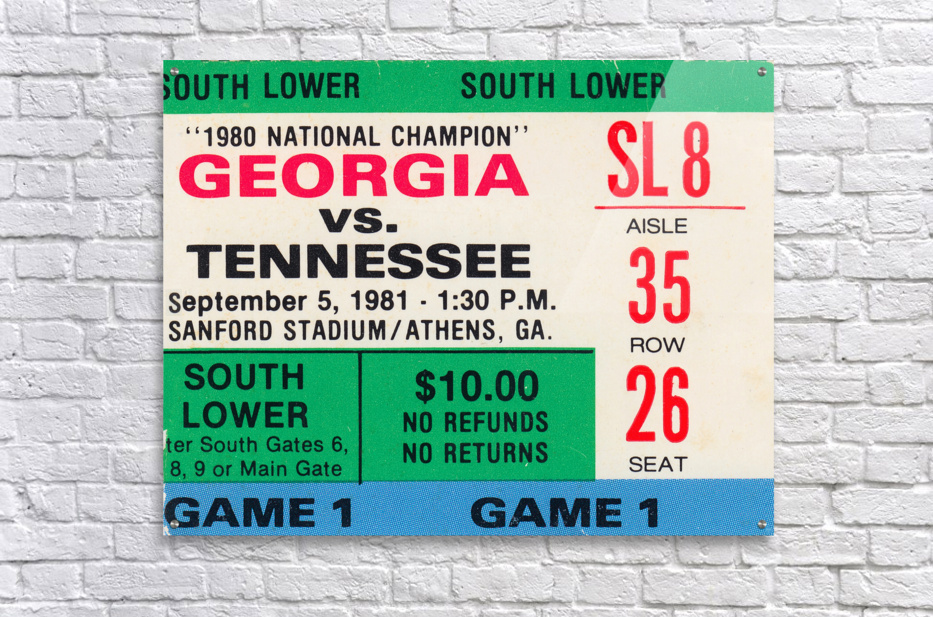 SOUTH LOWER SOUTH LOWER
“1980 NATIONAL CHAMPION”
GEORGIA
VS.
TENNESSEE
September 5, 1981 - 1:30 P.M.
SANFORD STADIUM/ATHENS, GA.
SL 8
AISLE
35
ROW
26
SEAT
SOUTH
LOWER
ter South Gates 6,
8, 9 or Main Gate
$10.00
NO REFUNDS
NO RETURNS
GAME 1 GAME 1